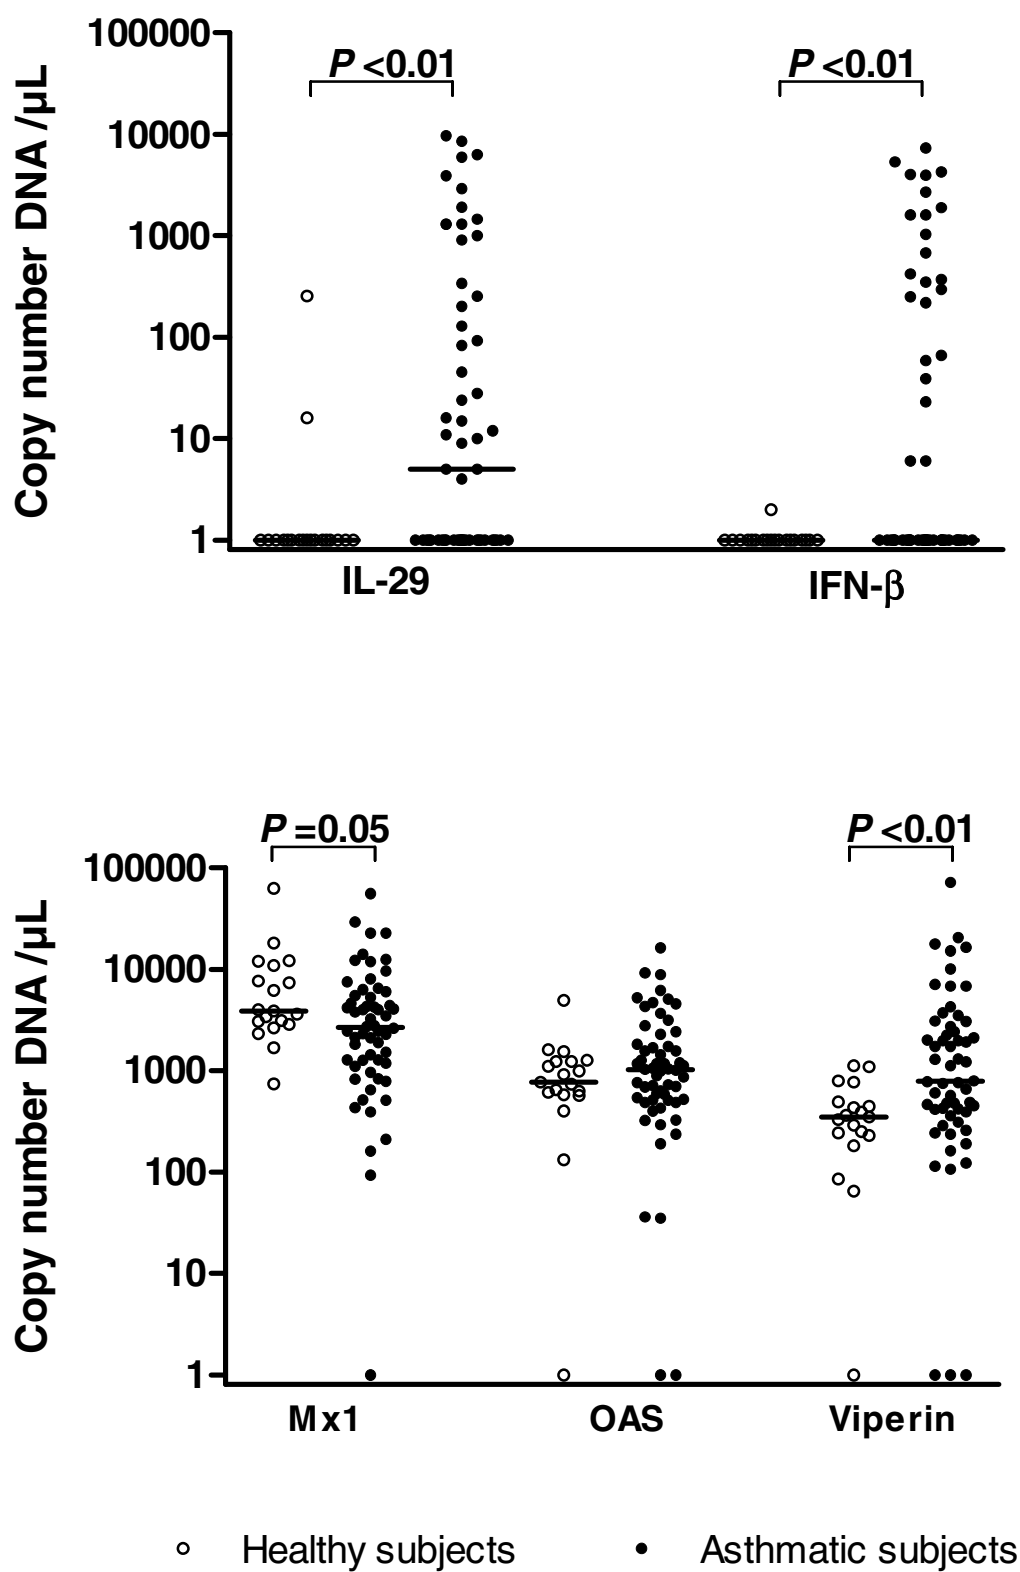 100000
P <0.01
P <0.01
10000
1000
100
10
1
Copy number DNA /µL
IL-29
IFN-β
P =0.05
P <0.01
100000
10000
1000
100
10
1
Copy number DNA /µL
Mx1
OAS
Viperin
Healthy subjects
Asthmatic subjects